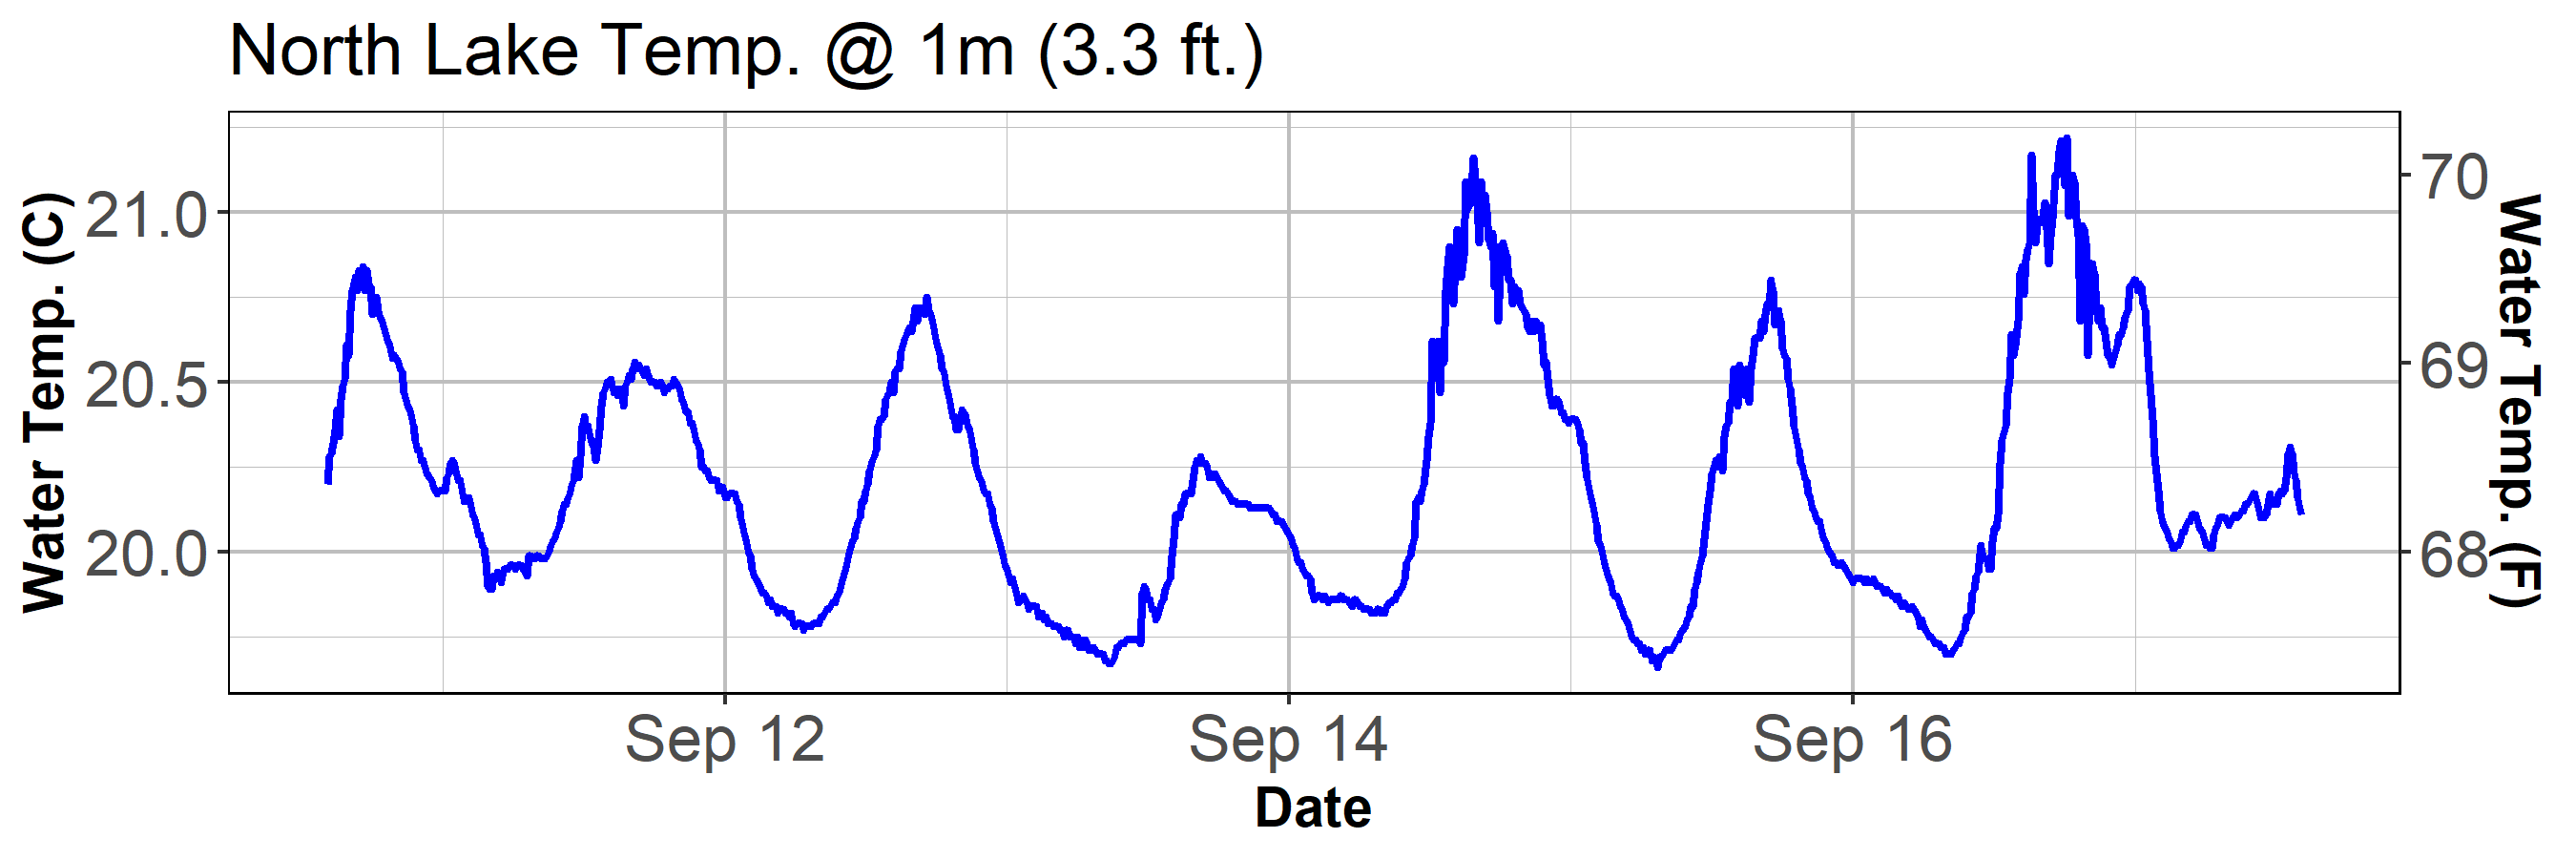 North Lake Temp. @ 1m (3.3 ft.)
Water Temp. (C)
21.0
20.5
20.0
70
69
68
Water Temp. (F)
Sep 12
Sep 14
Sep 16
Date